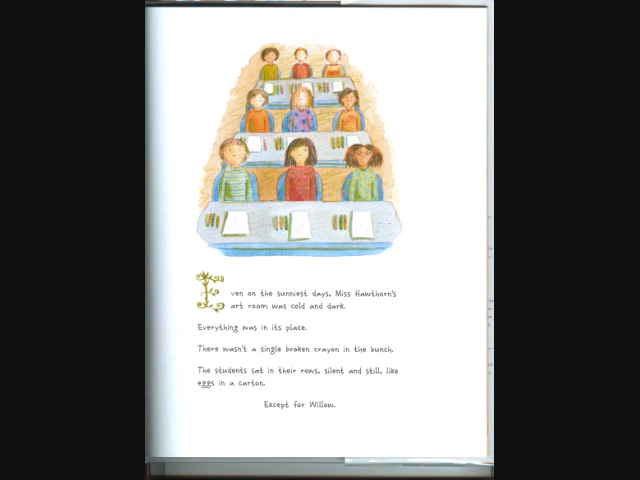 Even on the sunniest days, Miss Hawthorn's
art room was cold and dark.
Everything was in its place.
There wasn't a single broken crayon in the bunch.
The students sat in their rows, silent and still, like
eggs in a carton.
Except for Willow.